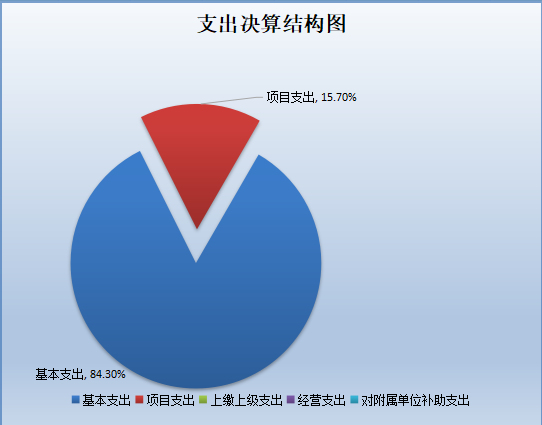 支出决算结构图
项目支出, 15.70%
基本支出, 84.30%
基本支出 项目支出 上缴上级支出 经营支出 对附属单位补助支出